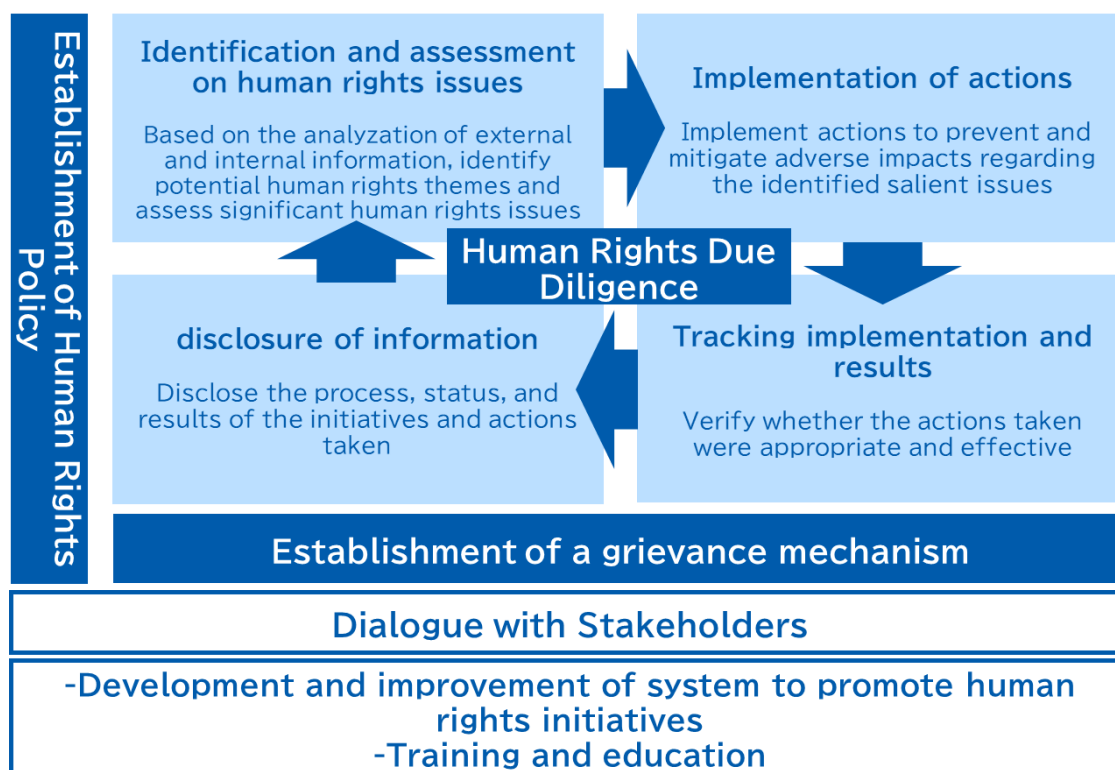 Establishment of Human Rights
Policy
Identification and assessment
on human rights issues
Based on the analyzation of external
and internal information, identify
potential human rights themes and
assess significant human rights issues
Implementation of actions
Implement actions to prevent and
mitigate adverse impacts regarding
the identified salient issues
Human Rights Due
Diligence
disclosure of information
Disclose the process, status, and
results of the initiatives and actions
taken
Tracking implementation and
results
Verify whether the actions taken
were appropriate and effective
Establishment of a grievance mechanism
Dialogue with Stakeholders
-Development and improvement of system to promote human
rights initiatives
-Training and education